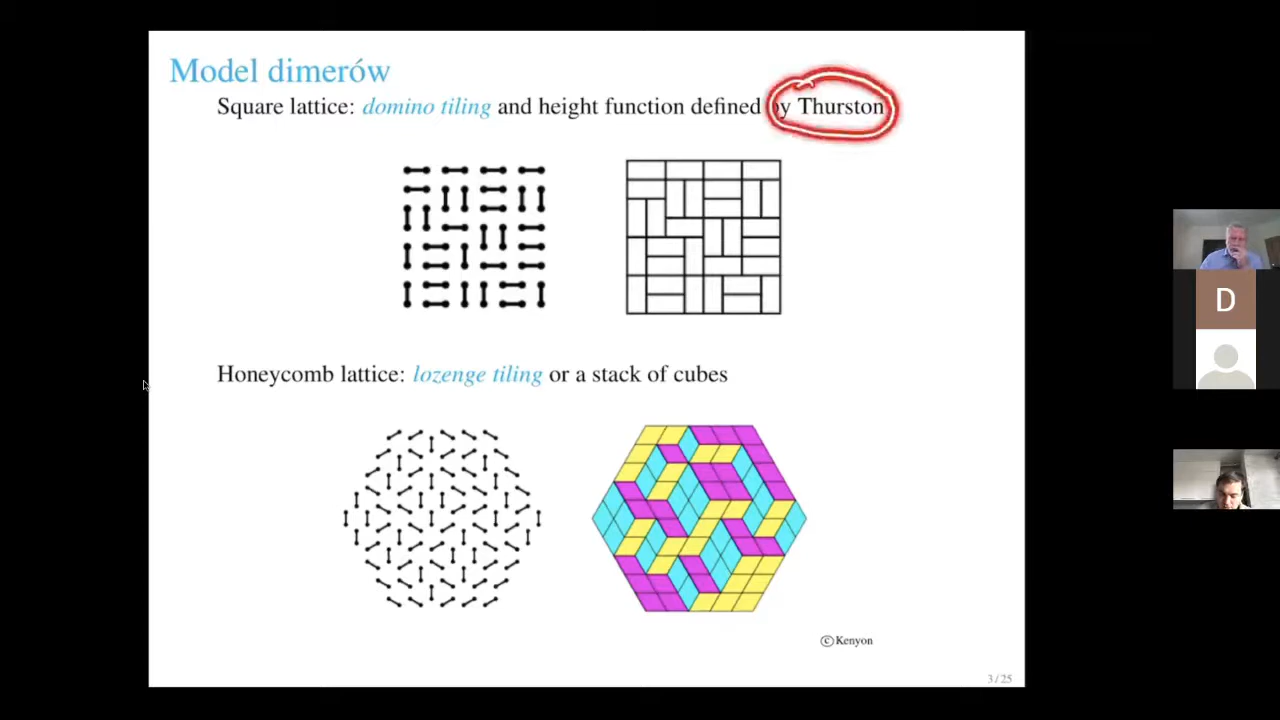 Model dimerów
Square lattice: domino tiling and height function defined by Thurston
Honeycomb lattice: lozenge tiling or a stack of cubes
©Kenyon
3 / 25
D